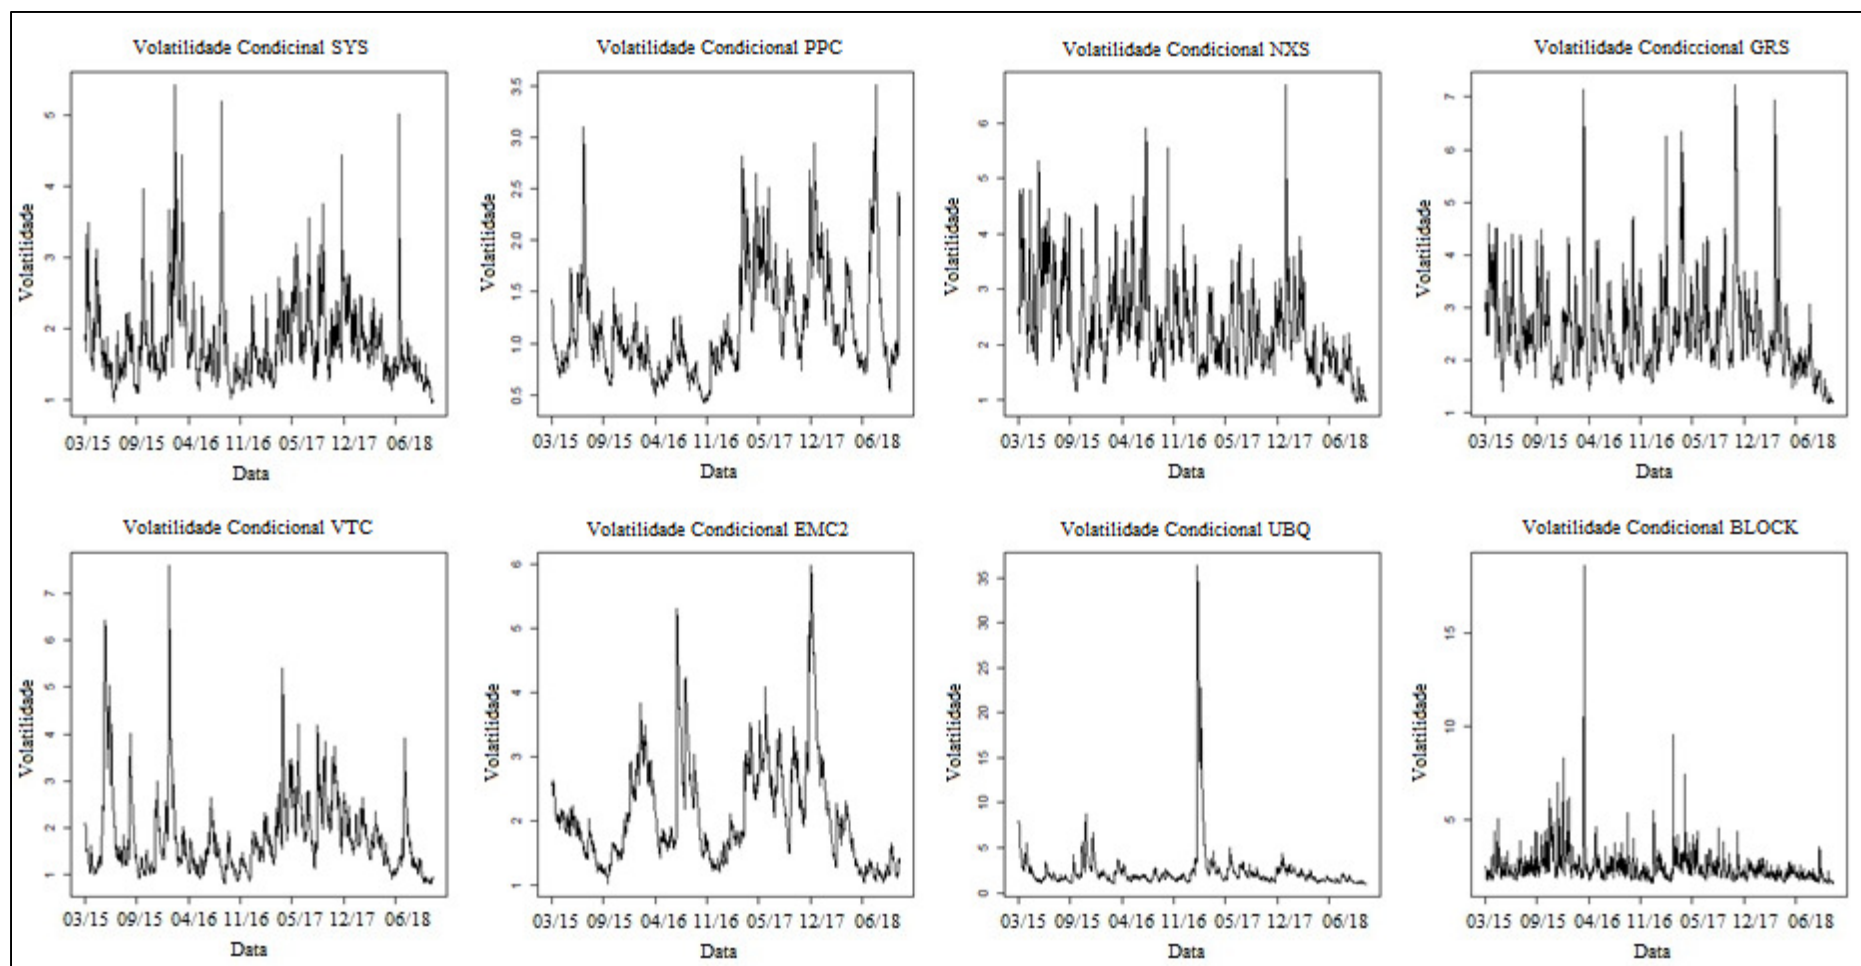 Volatilidade Condicinal SYS
Volatilidade
5
4
3
2
1
03/15 09/15 04/16 11/16 05/17 12/17 06/18
Data
Volatilidade Condicional PPC
Volatilidade
3.5
3.0
2.5
2.0
1.5
1.0
0.5
03/15 09/15 04/16 11/16 05/17 12/17 06/18
Data
Volatilidade Condicional NXS
Volatilidade
6
5
4
3
2
1
03/15 09/15 04/16 11/16 05/17 12/17 06/18
Data
Volatilidade Condiccional GRS
Volatilidade
7
6
5
4
3
2
1
03/15 09/15 04/16 11/16 05/17 12/17 06/18
Data
Volatilidade Condicional VTC
Volatilidade
7
6
5
4
3
2
1
03/15 09/15 04/16 11/16 05/17 12/17 06/18
Data
Volatilidade Condicional EMC2
Volatilidade
6
5
4
3
2
1
03/15 09/15 04/16 11/16 05/17 12/17 06/18
Data
Volatilidade Condicional UBQ
Volatilidade
35
30
25
20
15
10
5
0
03/15 09/15 04/16 11/16 05/17 12/17 06/18
Data
Volatilidade Condicional BLOCK
Volatilidade
15
10
5
03/15 09/15 04/16 11/16 05/17 12/17 06/18
Data